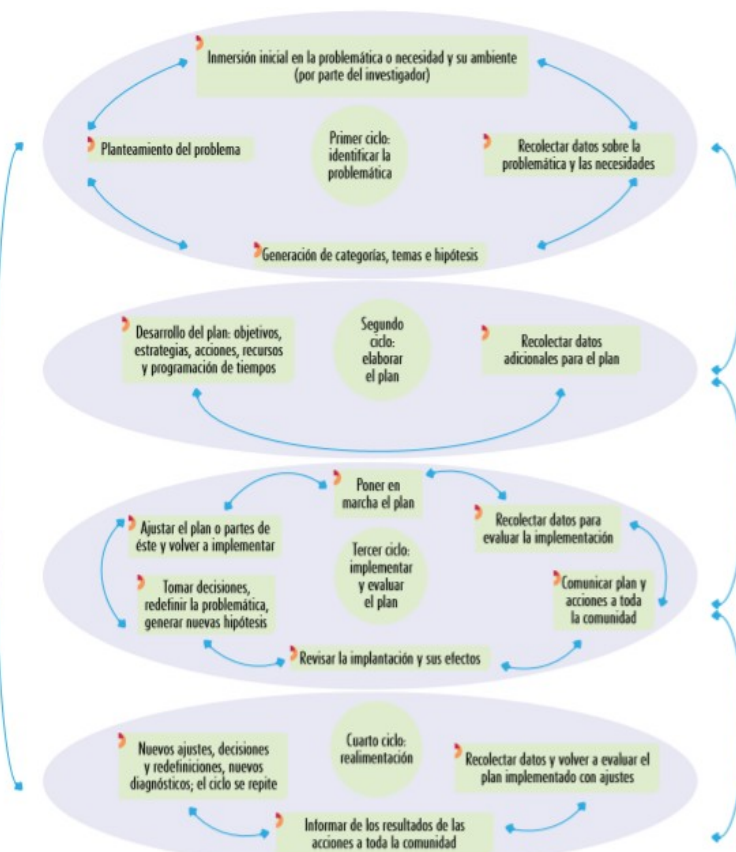 Inmersión inicial en la problemática o necesidad y su ambiente
(por parte del investigador)
Planteamiento del problema
Primer ciclo:
identificar la
problemática
Recolectar datos sobre la
problemática y las necesidades
Generación de categorías, temas e hipótesis
Desarrollo del plan: objetivos,
estrategias, acciones, recursos
y programación de tiempos
Segundo
ciclo:
elaborar
el plan
Recolectar datos
adicionales para el plan
Poner en
marcha el plan
Ajustar el plan o partes de
éste y volver a implementar
Recolectar datos para
evaluar la implementación
Tercer ciclo:
implementar
y evaluar
el plan
Tomar decisiones,
redefinir la problemática,
generar nuevas hipótesis
Comunicar plan y
acciones a toda
la comunidad
Revisar la implantación y sus efectos
Cuarto ciclo:
realimentación
Nuevos ajustes, decisiones
y redefiniciones, nuevos
diagnósticos; el ciclo se repite
Recolectar datos y volver a evaluar el
plan implementado con ajustes
Informar de los resultados de las
acciones a toda la comunidad